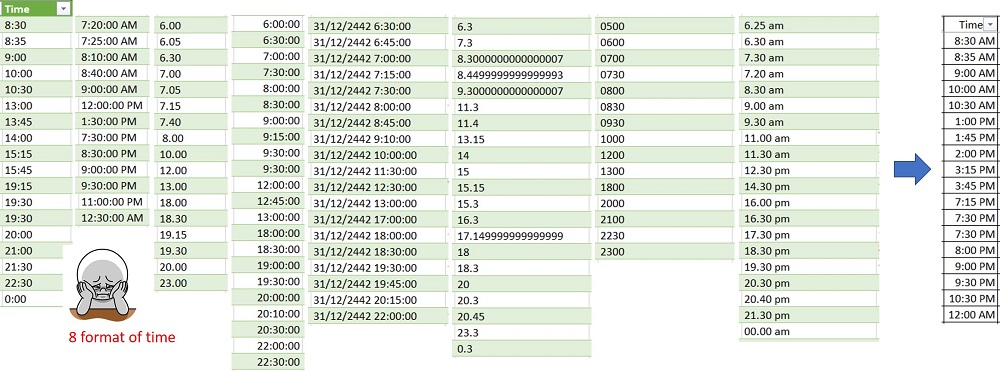 Time
8:30
8:35
9:00
10:00
10:30
13:00
13:45
14:00
15:15
15:45
19:15
19:30
19:30
20:00
21:00
21:30
22:30
0:00
7:20:00 AM
7:25:00 AM
8:10:00 AM
8:40:00 AM
9:00:00 AM
12:00:00 PM
1:30:00 PM
7:30:00 PM
8:30:00 PM
9:00:00 PM
9:30:00 PM
11:00:00 PM
12:30:00 AM
6.00
6.05
6.30
7.00
7.05
7.15
7.40
8.00
10.00
12.00
13.00
18.00
18.30
19.15
19.30
20.00
23.00
6:00:00
6:30:00
7:00:00
7:30:00
8:00:00
8:30:00
9:00:00
9:15:00
9:30:00
9:30:00
12:00:00
12:45:00
13:00:00
18:00:00
18:30:00
19:00:00
19:30:00
20:00:00
20:10:00
20:30:00
22:00:00
22:30:00
31/12/2442 6:30:00
31/12/2442 6:45:00
31/12/2442 7:00:00
31/12/2442 7:15:00
31/12/2442 7:30:00
31/12/2442 8:00:00
31/12/2442 8:45:00
31/12/2442 9:10:00
31/12/2442 10:00:00
31/12/2442 11:30:00
31/12/2442 12:30:00
31/12/2442 13:00:00
31/12/2442 17:00:00
31/12/2442 18:00:00
31/12/2442 18:30:00
31/12/2442 19:30:00
31/12/2442 19:45:00
31/12/2442 20:15:00
31/12/2442 22:00:00
6.3
7.3
8.3000000000000007
8.4499999999999993
9.3000000000000007
11.3
11.4
13.15
14
15
15.15
15.3
16.3
17.149999999999999
18
18.3
20
20.3
20.45
23.3
0.3
0500
0600
0700
0730
0800
0830
0930
1000
1200
1300
1800
2000
2100
2230
2300
6.25 am
6.30 am
7.30 am
7.20 am
8.30 am
9.00 am
9.30 am
11.00 am
11.30 am
12.30 pm
14.30 pm
16.00 pm
16.30 pm
17.30 pm
18.30 pm
19.30 pm
20.30 pm
20.40 pm
21.30 pm
00.00 am
8 format of time
Time
8:30 AM
8:35 AM
9:00 AM
10:00 AM
10:30 AM
1:00 PM
1:45 PM
2:00 PM
3:15 PM
3:45 PM
7:15 PM
7:30 PM
7:30 PM
8:00 PM
9:00 PM
9:30 PM
10:30 PM
12:00 AM